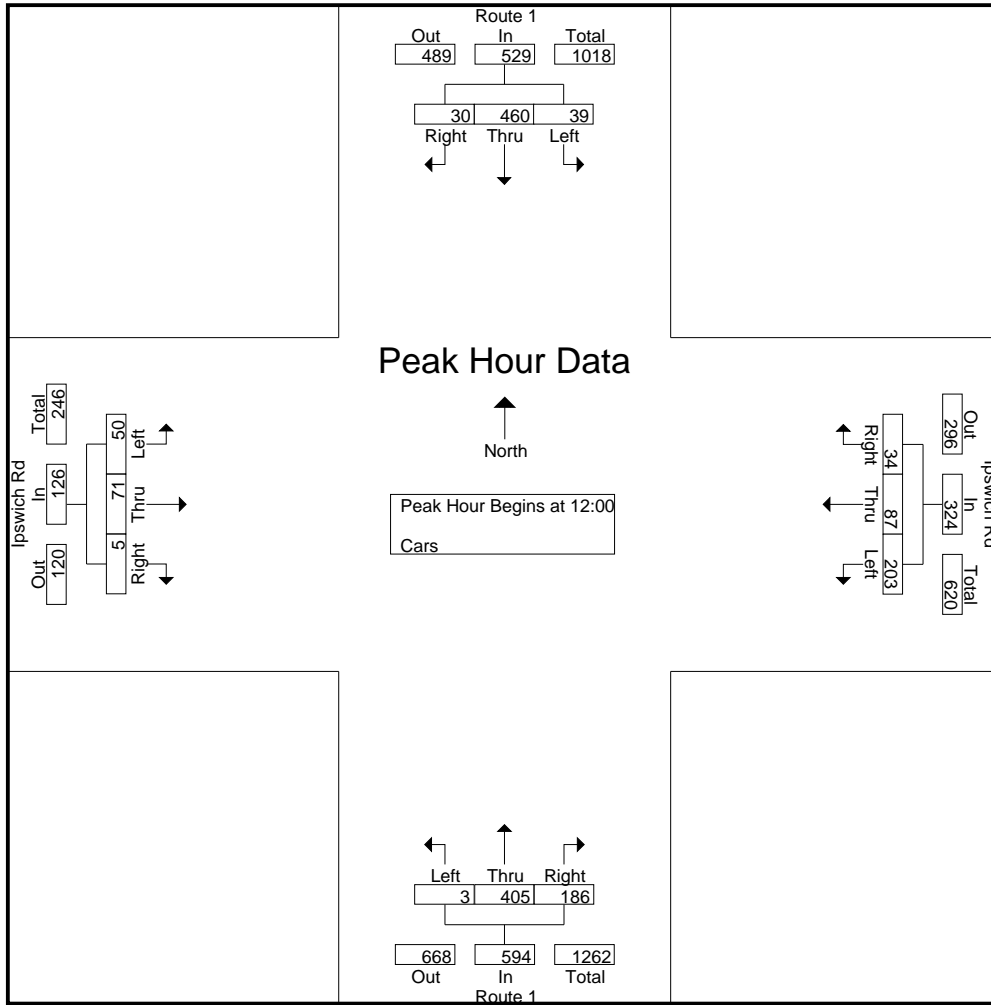 Route 1
Out In Total
489 529 1018
30 460 39
Right Thru Left
Peak Hour Data
North
Peak Hour Begins at 12:00
Cars
Ipswich Rd
Out In Total
120 126 246
50 71 5
Left Thru Right
Ipswich Rd
Out In Total
296 324 620
34 87 203
Right Thru Left
Left Thru Right
3 405 186
668 594 1262
Out In Total
Route 1